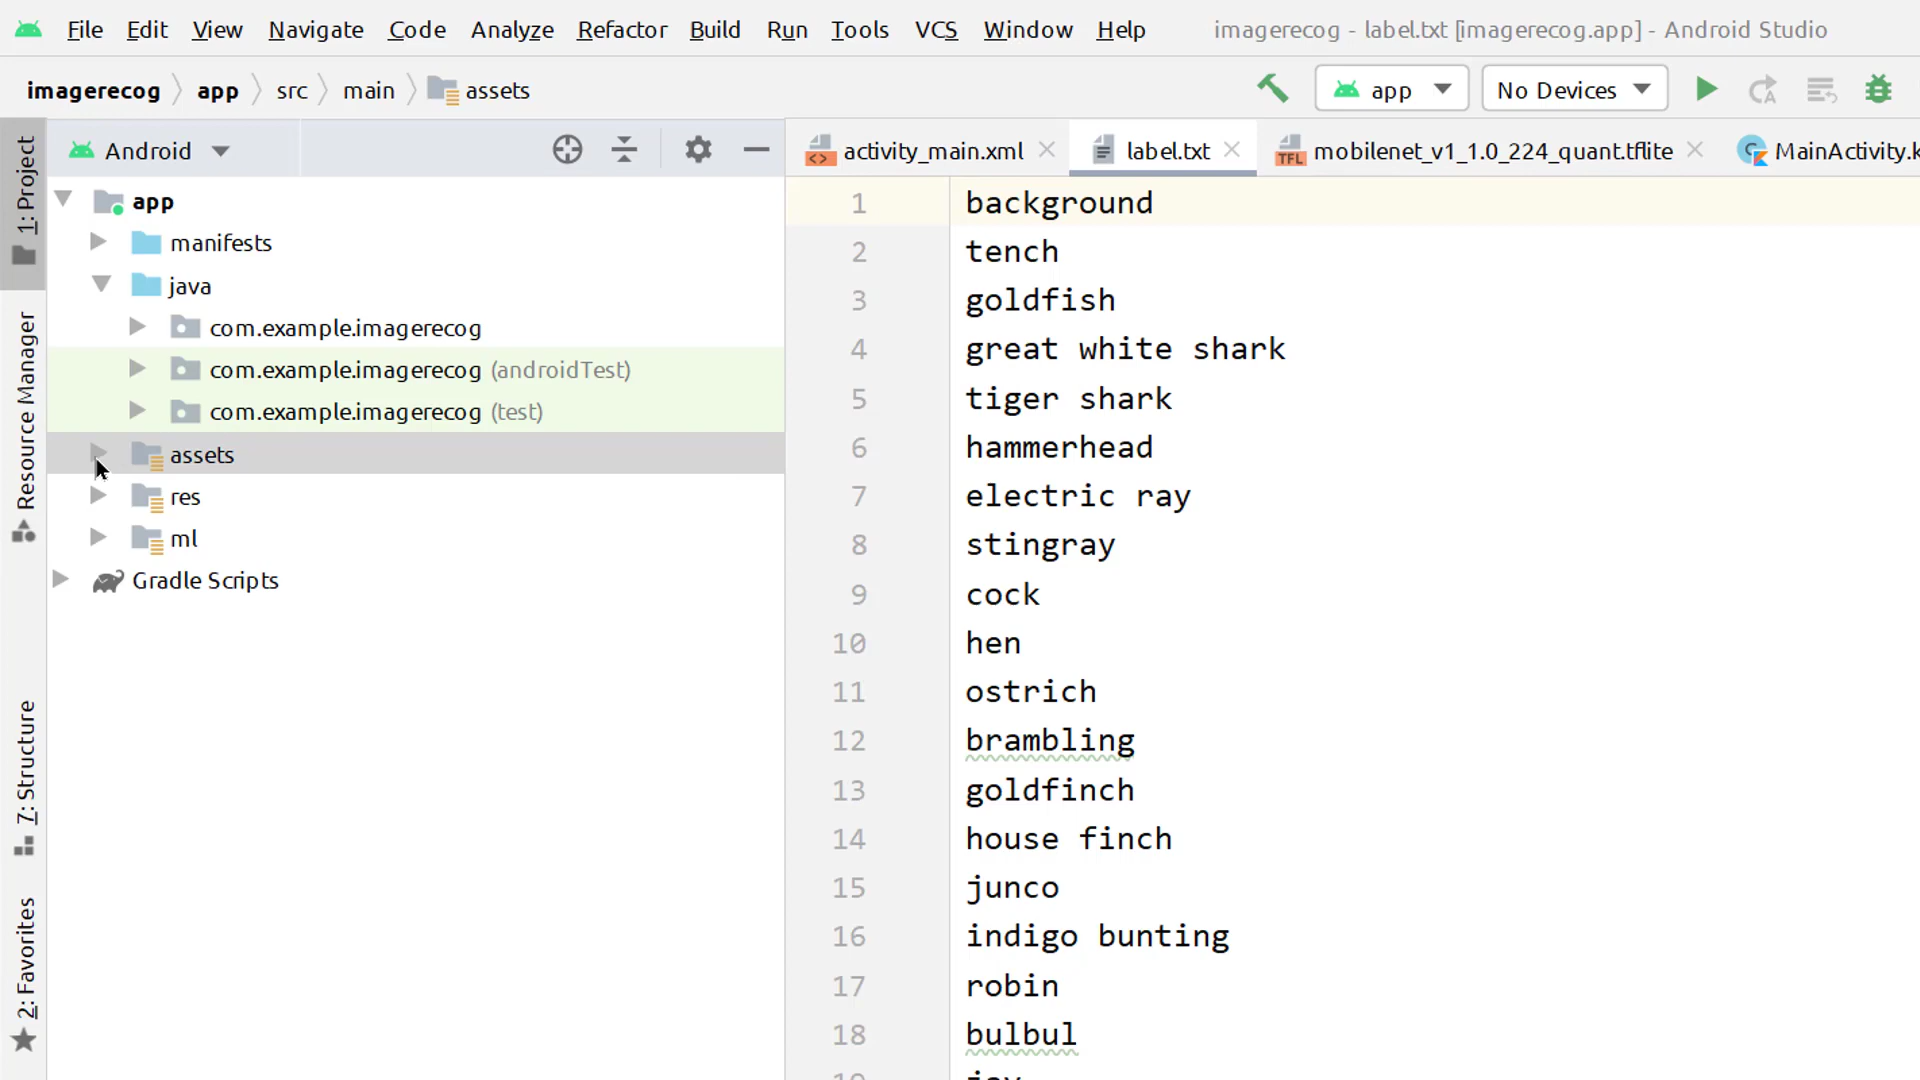 File Edit View Navigate Code Analyze Refactor Build Run Tools VCS Window Help imagerecog - label.txt [imagerecog.app] - Android Studio
imagerecog app src main assets app No Devices
1: Project
Resource Manager
7: Structure
2: Favorites
Android
app
manifests
java
com.example.imagerecog
com.example.imagerecog (androidTest)
com.example.imagerecog (test)
assets
res
ml
Gradle Scripts
activity_main.xml label.txt TFL mobilenet_v1_1.0_224_quant.tflite MainActivity.k
1 background
2 tench
3 goldfish
4 great white shark
5 tiger shark
6 hammerhead
7 electric ray
8 stingray
9 cock
10 hen
11 ostrich
12 brambling
13 goldfinch
14 house finch
15 junco
16 indigo bunting
17 robin
18 bulbul